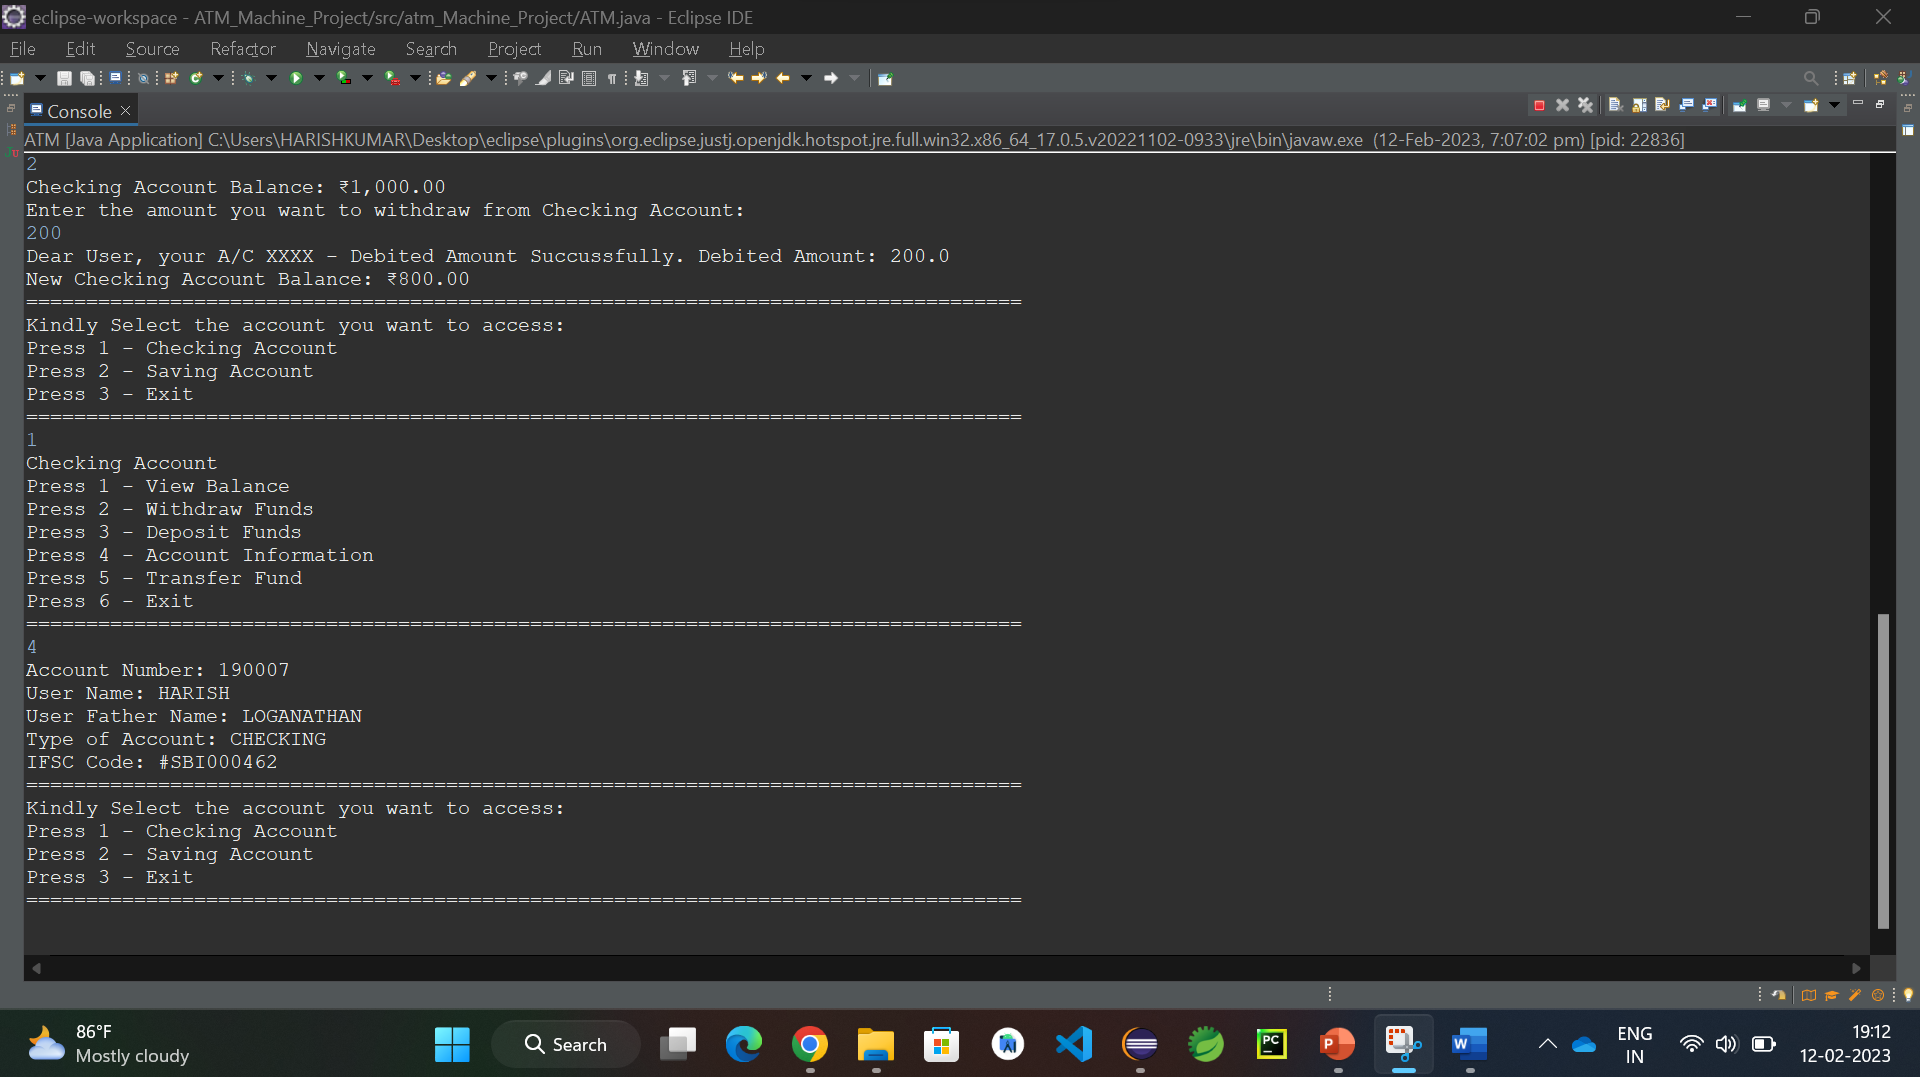 eclipse-workspace - ATM_Machine_Project/src/atm_Machine_Project/ATM.java - Eclipse IDE
File Edit Source Refactor Navigate Search Project Run Window Help
Console
ATM [Java Application] C:\Users\HARISHKUMAR\Desktop\eclipse\plugins\org.eclipse.justj.openjdk.hotspot.jre.full.win32.x86_64_17.0.5.v20221102-0933\jre\bin\javaw.exe (12-Feb-2023, 7:07:02 pm) [pid: 22836]
2
Checking Account Balance: ₹1,000.00
Enter the amount you want to withdraw from Checking Account:
200
Dear User, your A/C XXXX - Debited Amount Succussfully. Debited Amount: 200.0
New Checking Account Balance: ₹800.00
===================================================================================
Kindly Select the account you want to access:
Press 1 - Checking Account
Press 2 - Saving Account
Press 3 - Exit
===================================================================================
1
Checking Account
Press 1 - View Balance
Press 2 - Withdraw Funds
Press 3 - Deposit Funds
Press 4 - Account Information
Press 5 - Transfer Fund
Press 6 - Exit
===================================================================================
4
Account Number: 190007
User Name: HARISH
User Father Name: LOGANATHAN
Type of Account: CHECKING
IFSC Code: #SBI000462
===================================================================================
Kindly Select the account you want to access:
Press 1 - Checking Account
Press 2 - Saving Account
Press 3 - Exit
===================================================================================
86°F
Mostly cloudy
Search
ENG
IN
19:12
12-02-2023